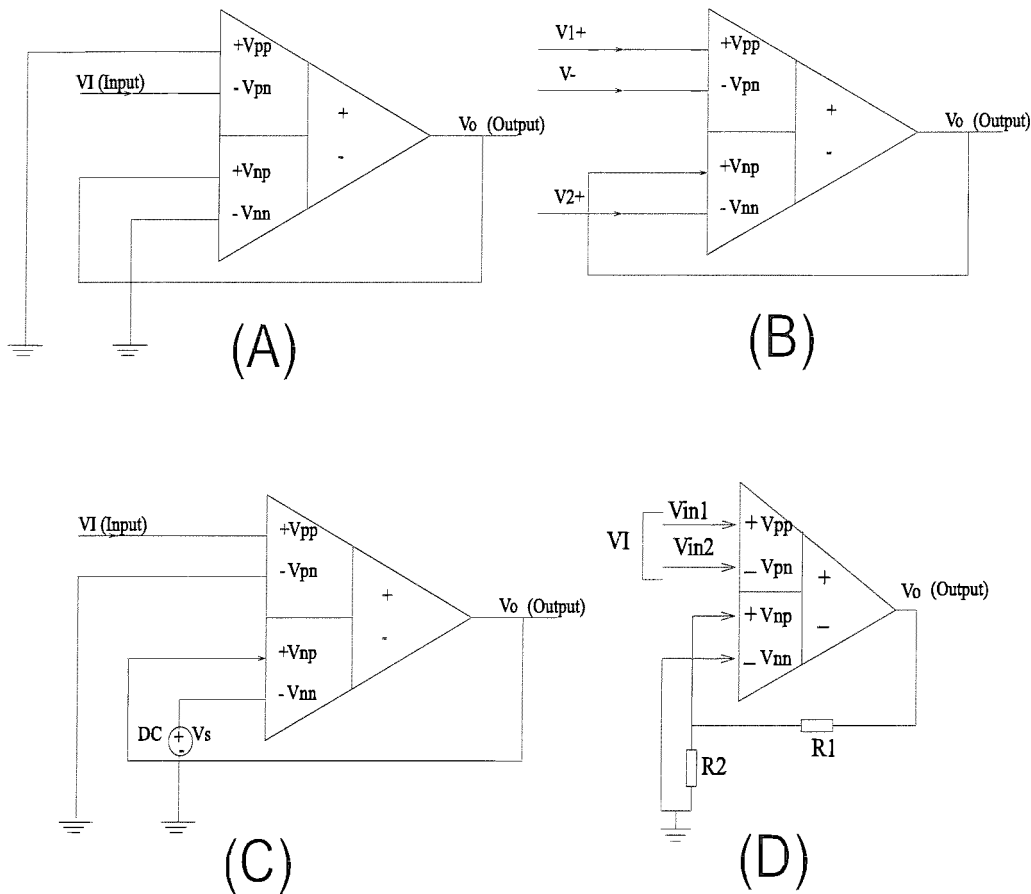 +Vpp
VI (Input)
- Vpn
+
Vo (Output)
-
+Vnp
- Vnn
(A)
V1+
+Vpp
V-
- Vpn
+
Vo (Output)
-
+Vnp
V2+
- Vnn
(B)
VI (Input)
+Vpp
- Vpn
+
Vo (Output)
-
+Vnp
- Vnn
DC
+
-
Vs
(C)
Vin1
+ Vpp
VI
Vin2
– Vpn
+
Vo (Output)
+ Vnp
–
– Vnn
R1
R2
(D)